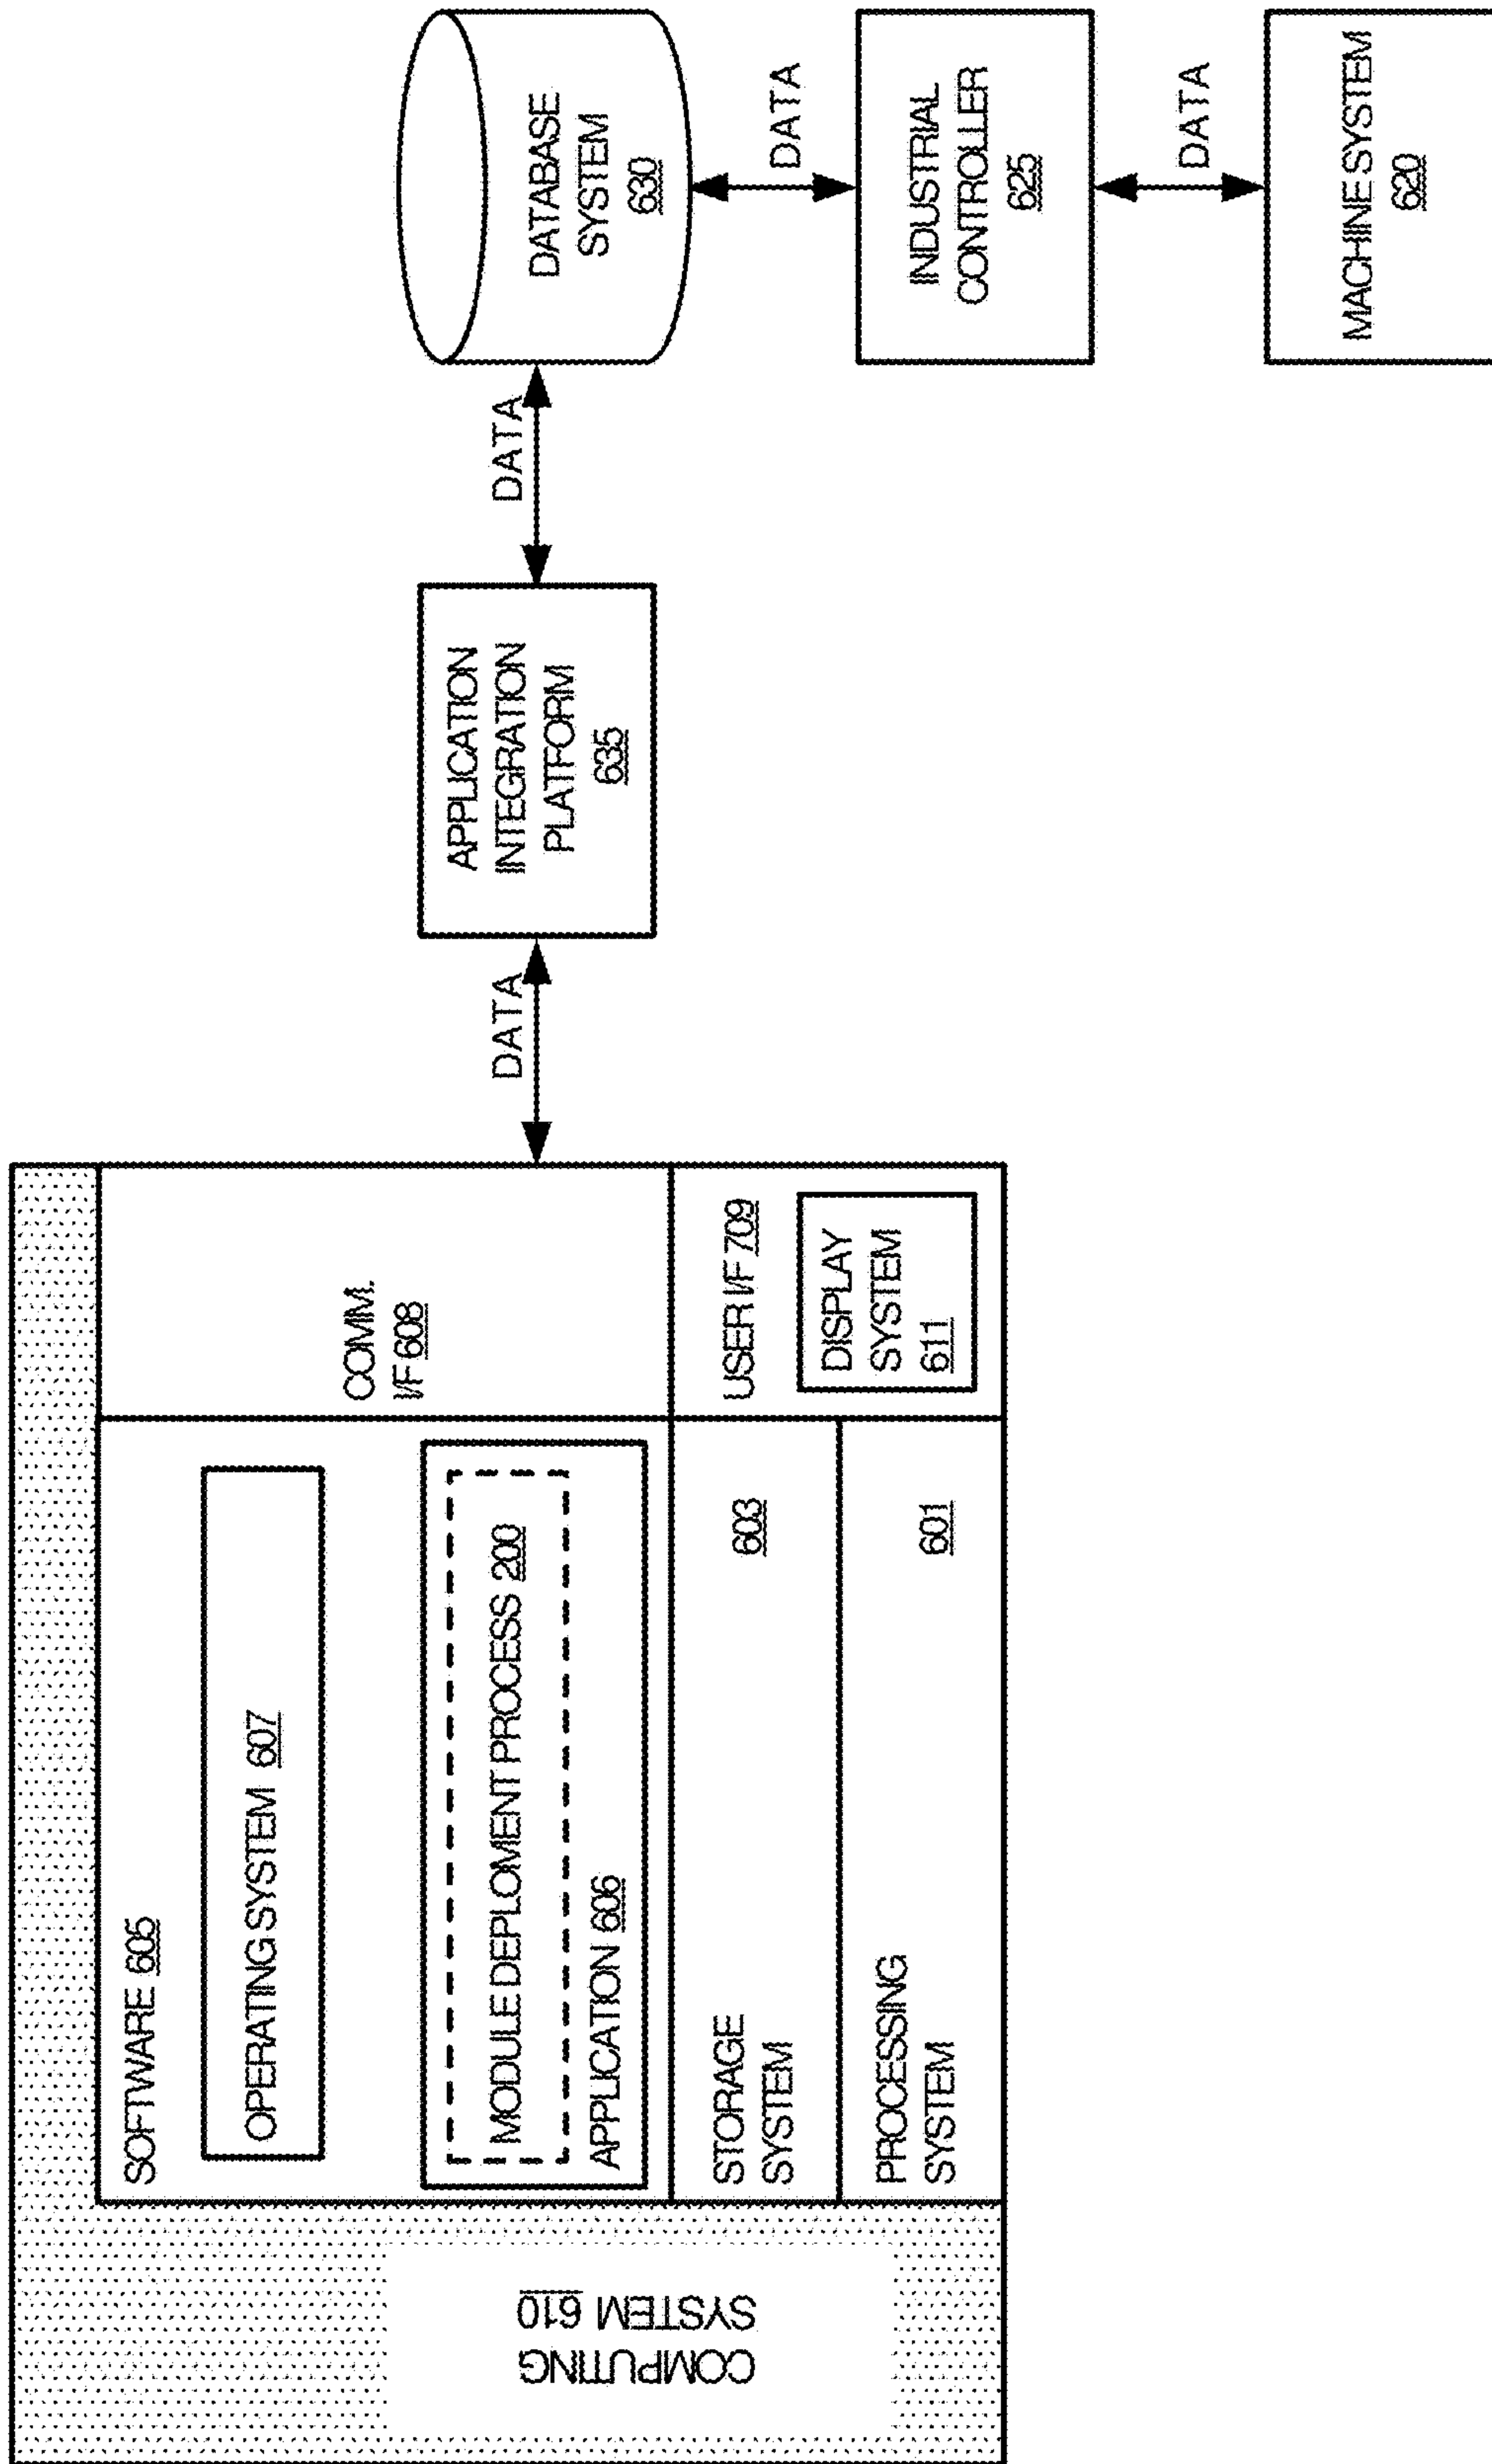 COMPUTING
SYSTEM 610
SOFTWARE 605
OPERATING SYSTEM 607
MODULE DEPLOMENT PROCESS 200
APPLICATION 606
STORAGE
SYSTEM
603
PROCESSING
SYSTEM
601
COMM.
I/F 608
USER I/F 709
DISPLAY
SYSTEM
611
DATA
APPLICATION
INTEGRATION
PLATFORM
635
DATA
DATABASE
SYSTEM
630
DATA
INDUSTRIAL
CONTROLLER
625
DATA
MACHINE SYSTEM
620